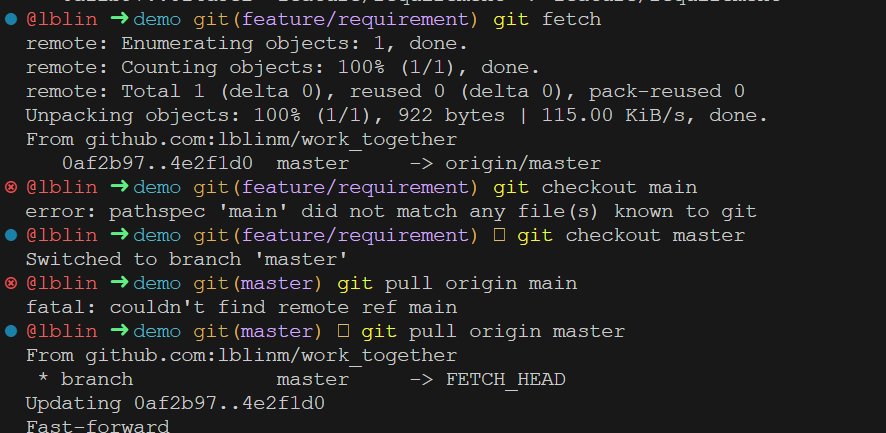 @lblin ➜demo git(feature/requirement) git fetch
remote: Enumerating objects: 1, done.
remote: Counting objects: 100% (1/1), done.
remote: Total 1 (delta 0), reused 0 (delta 0), pack-reused 0
Unpacking objects: 100% (1/1), 922 bytes | 115.00 KiB/s, done.
From github.com:lblinm/work_together
0af2b97..4e2f1d0  master     -> origin/master
@lblin ➜demo git(feature/requirement) git checkout main
error: pathspec 'main' did not match any file(s) known to git
@lblin ➜demo git(feature/requirement) git checkout master
Switched to branch 'master'
@lblin ➜demo git(master) git pull origin main
fatal: couldn't find remote ref main
@lblin ➜demo git(master) git pull origin master
From github.com:lblinm/work_together
* branch            master     -> FETCH_HEAD
Updating 0af2b97..4e2f1d0
Fast-forward